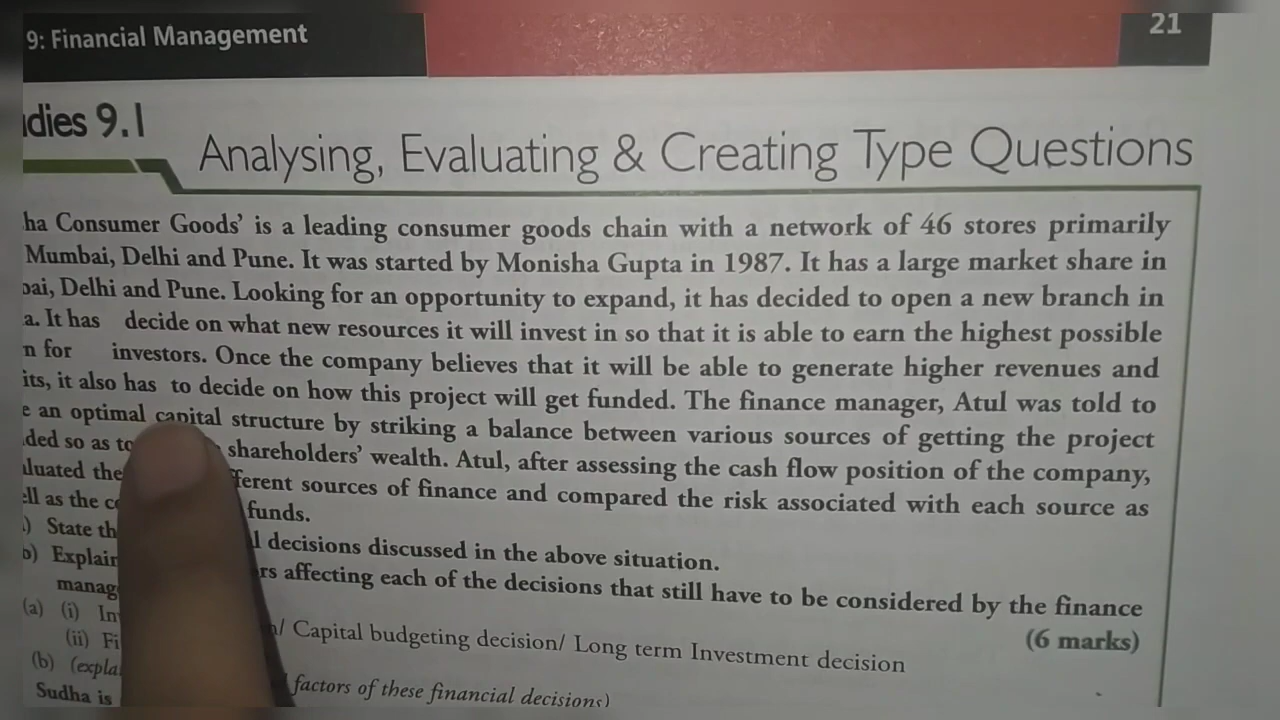 9: Financial Management 21
dies 9.1
Analysing, Evaluating & Creating Type Questions
ha Consumer Goods' is a leading consumer goods chain with a network of 46 stores primarily
Mumbai, Delhi and Pune. It was started by Monisha Gupta in 1987. It has a large market share in
bai, Delhi and Pune. Looking for an opportunity to expand, it has decided to open a new branch in
a. It has decide on what new resources it will invest in so that it is able to earn the highest possible
n for investors. Once the company believes that it will be able to generate higher revenues and
its, it also has to decide on how this project will get funded. The finance manager, Atul was told to
e an optimal capital structure by striking a balance between various sources of getting the project
ded so as to shareholders' wealth. Atul, after assessing the cash flow position of the company,
luated the fferent sources of finance and compared the risk associated with each source as
ell as the c funds.
) State th l decisions discussed in the above situation.
b) Explain rs affecting each of the decisions that still have to be considered by the finance
manag (6 marks)
(a) (i) In / Capital budgeting decision/ Long term Investment decision
(ii) Fi
(b) (expla factors of these financial decisions)
Sudha is